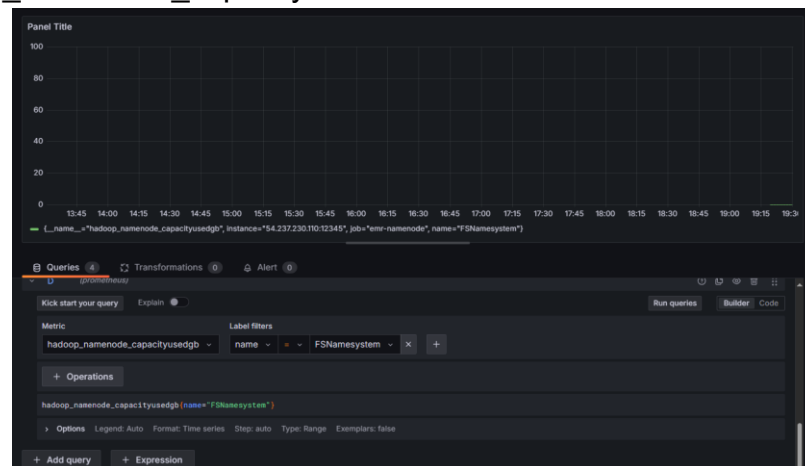 Panel Title
100
80
60
40
20
0
13:45 14:00 14:15 14:30 14:45 15:00 15:15 15:30 15:45 16:00 16:15 16:30 16:45 17:00 17:15 17:30 17:45 18:00 18:15 18:30 18:45 19:00 19:15 19:3
{__name__="hadoop_namenode_capacityusedgb", instance="54.237.230.110:12345", job="emr-namenode", name="FSNamesystem"}
Queries 4 Transformations 0 Alert 0
D (prometheus)
Kick start your query Explain Run queries Builder Code
Metric Label filters
hadoop_namenode_capacityusedgb name = FSNamesystem × +
+ Operations
hadoop_namenode_capacityusedgb{name="FSNamesystem"}
> Options Legend: Auto Format: Time series Step: auto Type: Range Exemplars: false
+ Add query + Expression